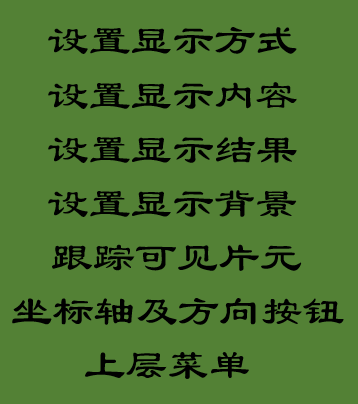 设置显示方式
设置显示内容
设置显示结果
设置显示背景
跟踪可见片元
坐标轴及方向按钮
上层菜单